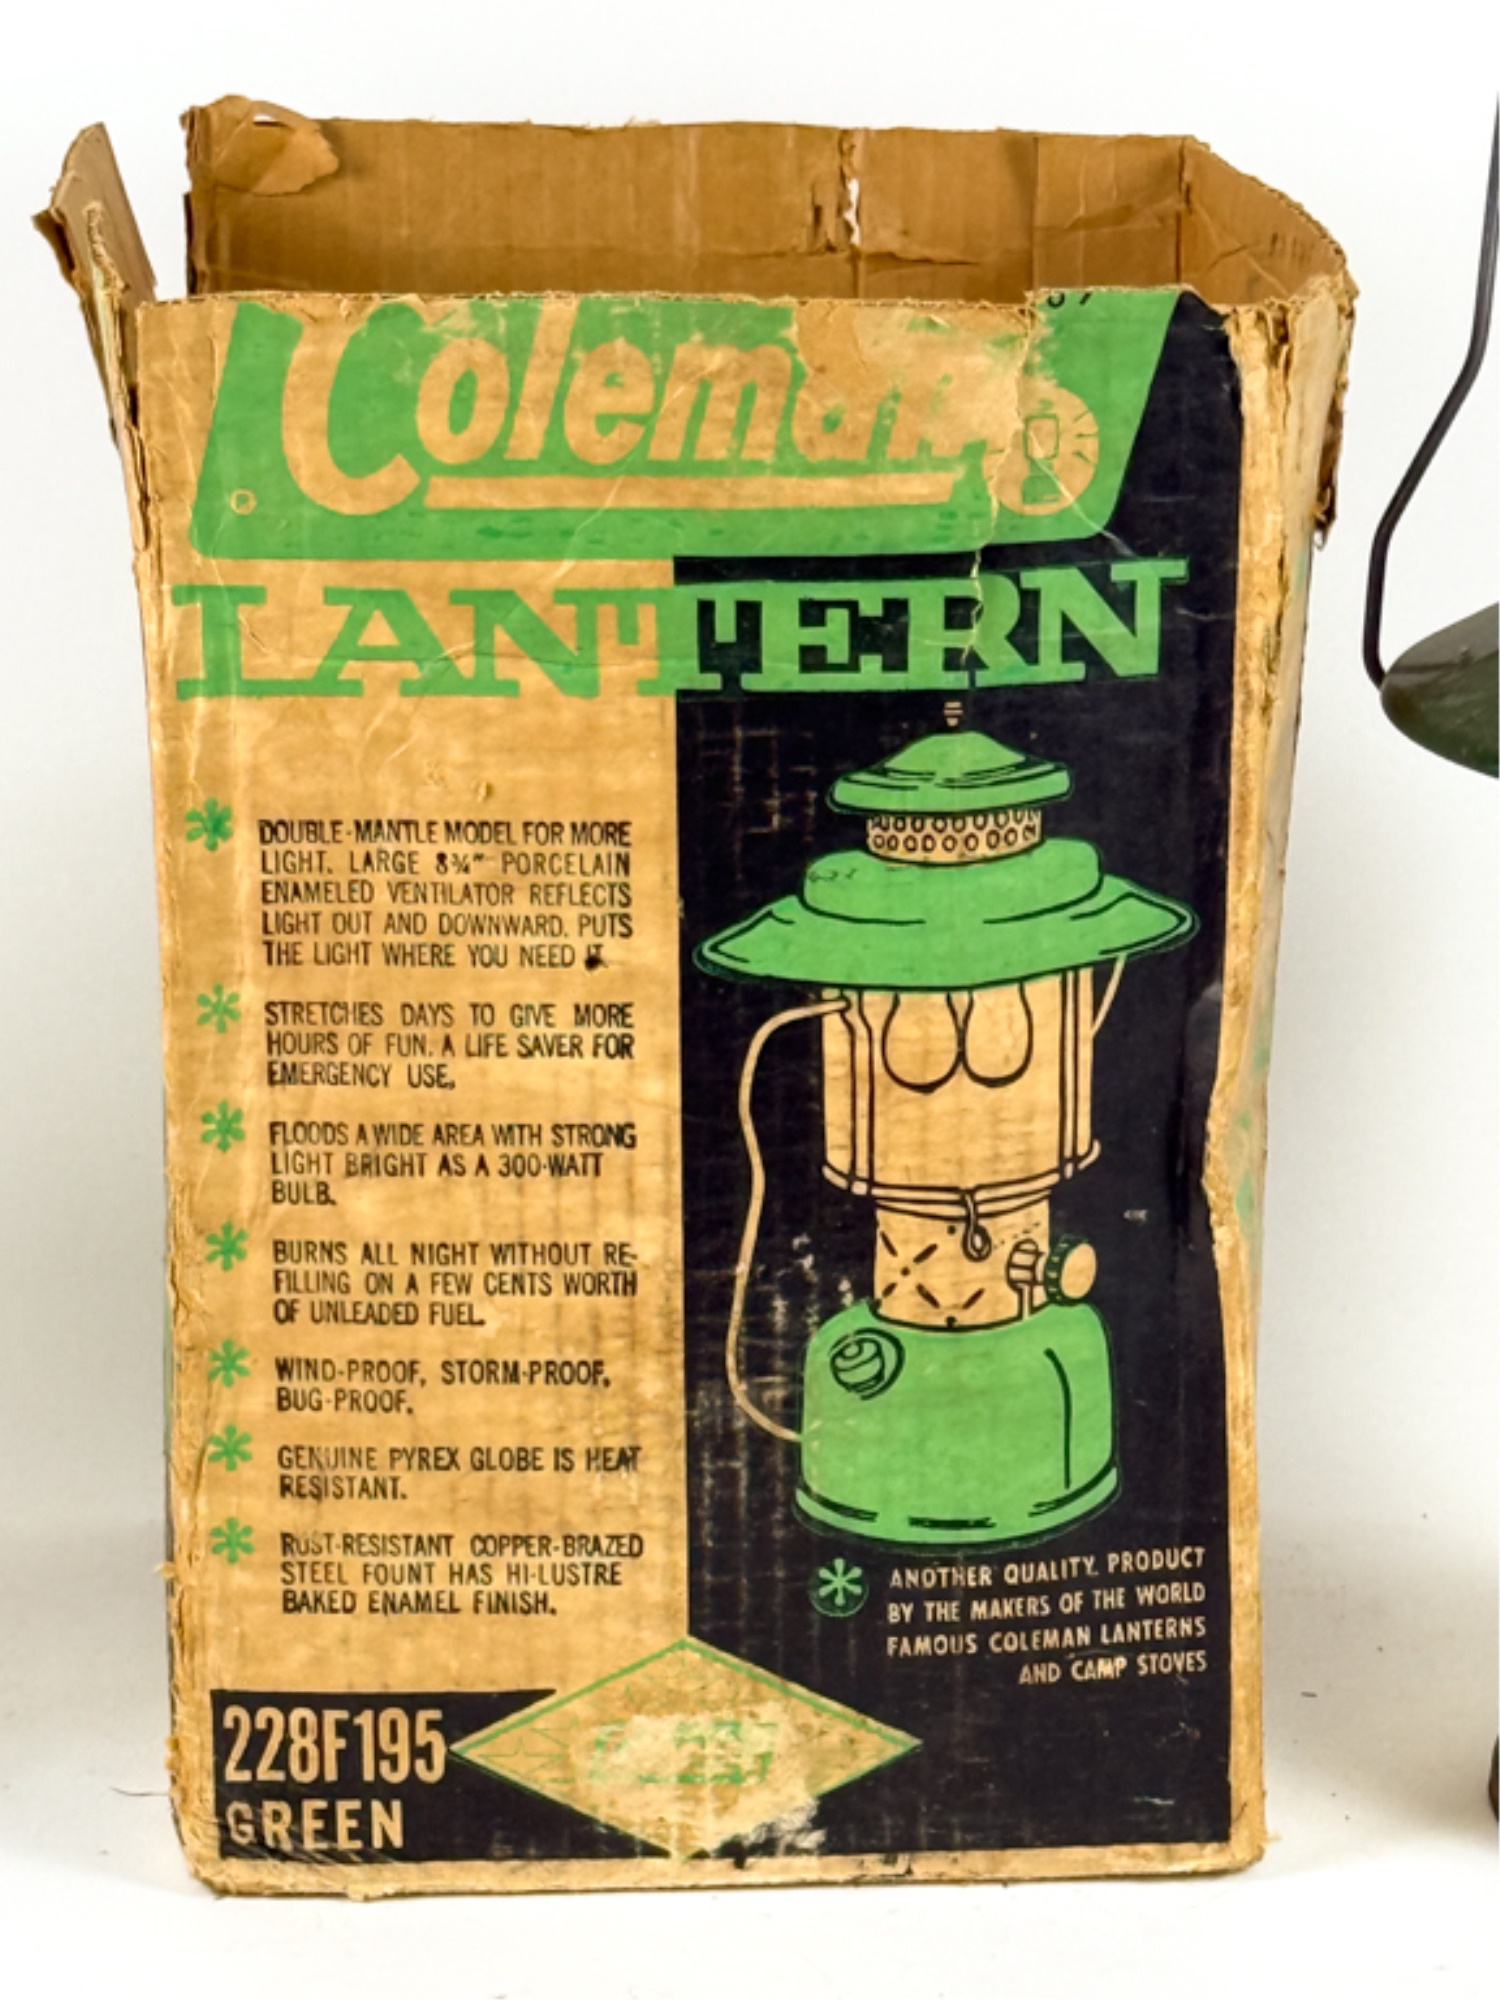 Coleman
LANTERN
DOUBLE-MANTLE MODEL FOR MORE
LIGHT. LARGE 8¾" PORCELAIN
ENAMELED VENTILATOR REFLECTS
LIGHT OUT AND DOWNWARD. PUTS
THE LIGHT WHERE YOU NEED IT.
STRETCHES DAYS TO GIVE MORE
HOURS OF FUN. A LIFE SAVER FOR
EMERGENCY USE.
FLOODS A WIDE AREA WITH STRONG
LIGHT BRIGHT AS A 300-WATT
BULB.
BURNS ALL NIGHT WITHOUT RE-
FILLING ON A FEW CENTS WORTH
OF UNLEADED FUEL.
WIND-PROOF, STORM-PROOF,
BUG-PROOF.
GENUINE PYREX GLOBE IS HEAT
RESISTANT.
RUST-RESISTANT COPPER-BRAZED
STEEL FOUNT HAS HI-LUSTRE
BAKED ENAMEL FINISH.
ANOTHER QUALITY PRODUCT
BY THE MAKERS OF THE WORLD
FAMOUS COLEMAN LANTERNS
AND CAMP STOVES
228F195
GREEN